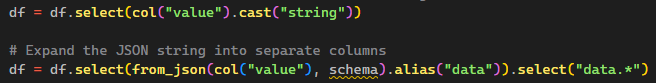 df = df.select(col("value").cast("string"))
# Expand the JSON string into separate columns
df = df.select(from_json(col("value"), schema).alias("data")).select("data.*")